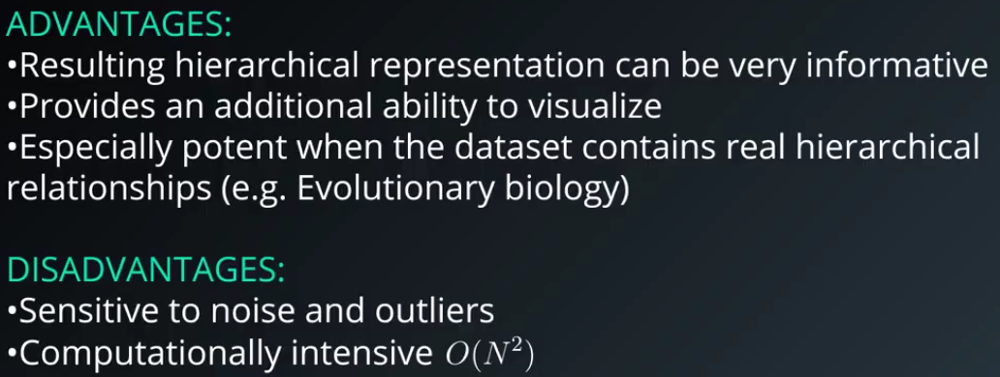 ADVANTAGES:
•Resulting hierarchical representation can be very informative
•Provides an additional ability to visualize
•Especially potent when the dataset contains real hierarchical
relationships (e.g. Evolutionary biology)
DISADVANTAGES:
•Sensitive to noise and outliers
•Computationally intensive O(N²)